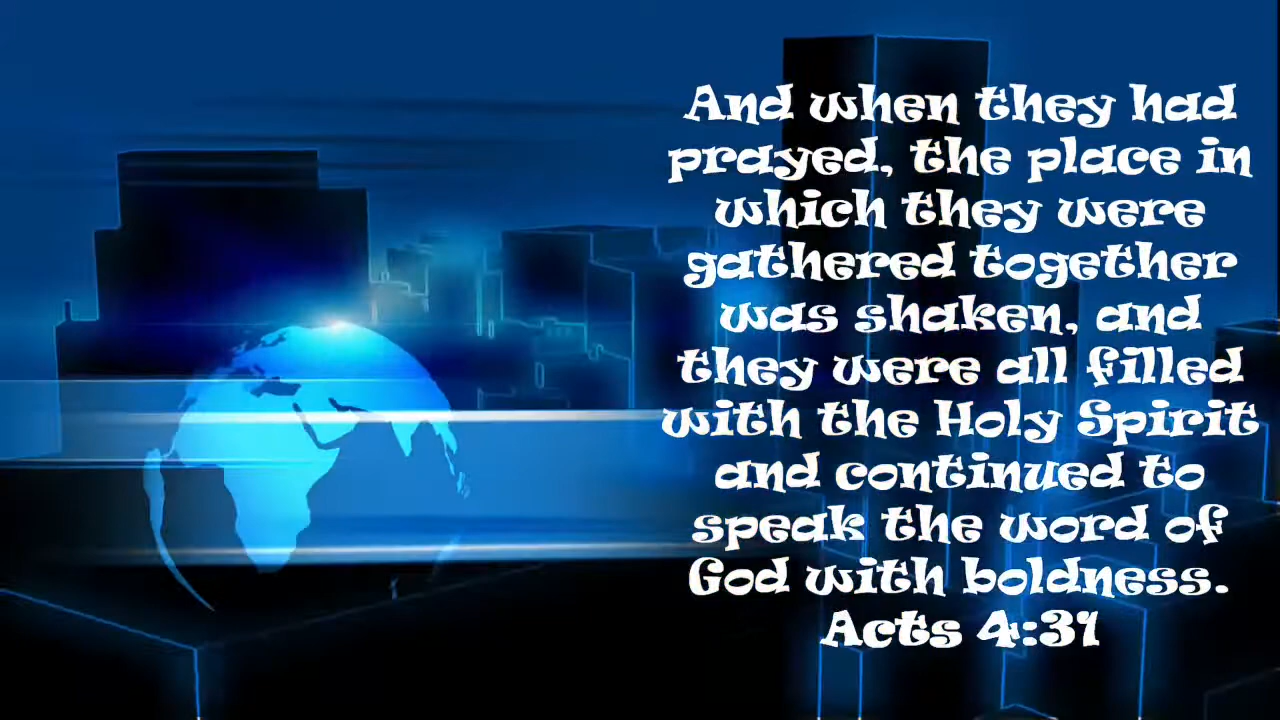 And when they had
prayed, the place in
which they were
gathered together
was shaken, and
they were all filled
with the Holy Spirit
and continued to
speak the word of
God with boldness.
Acts 4:31